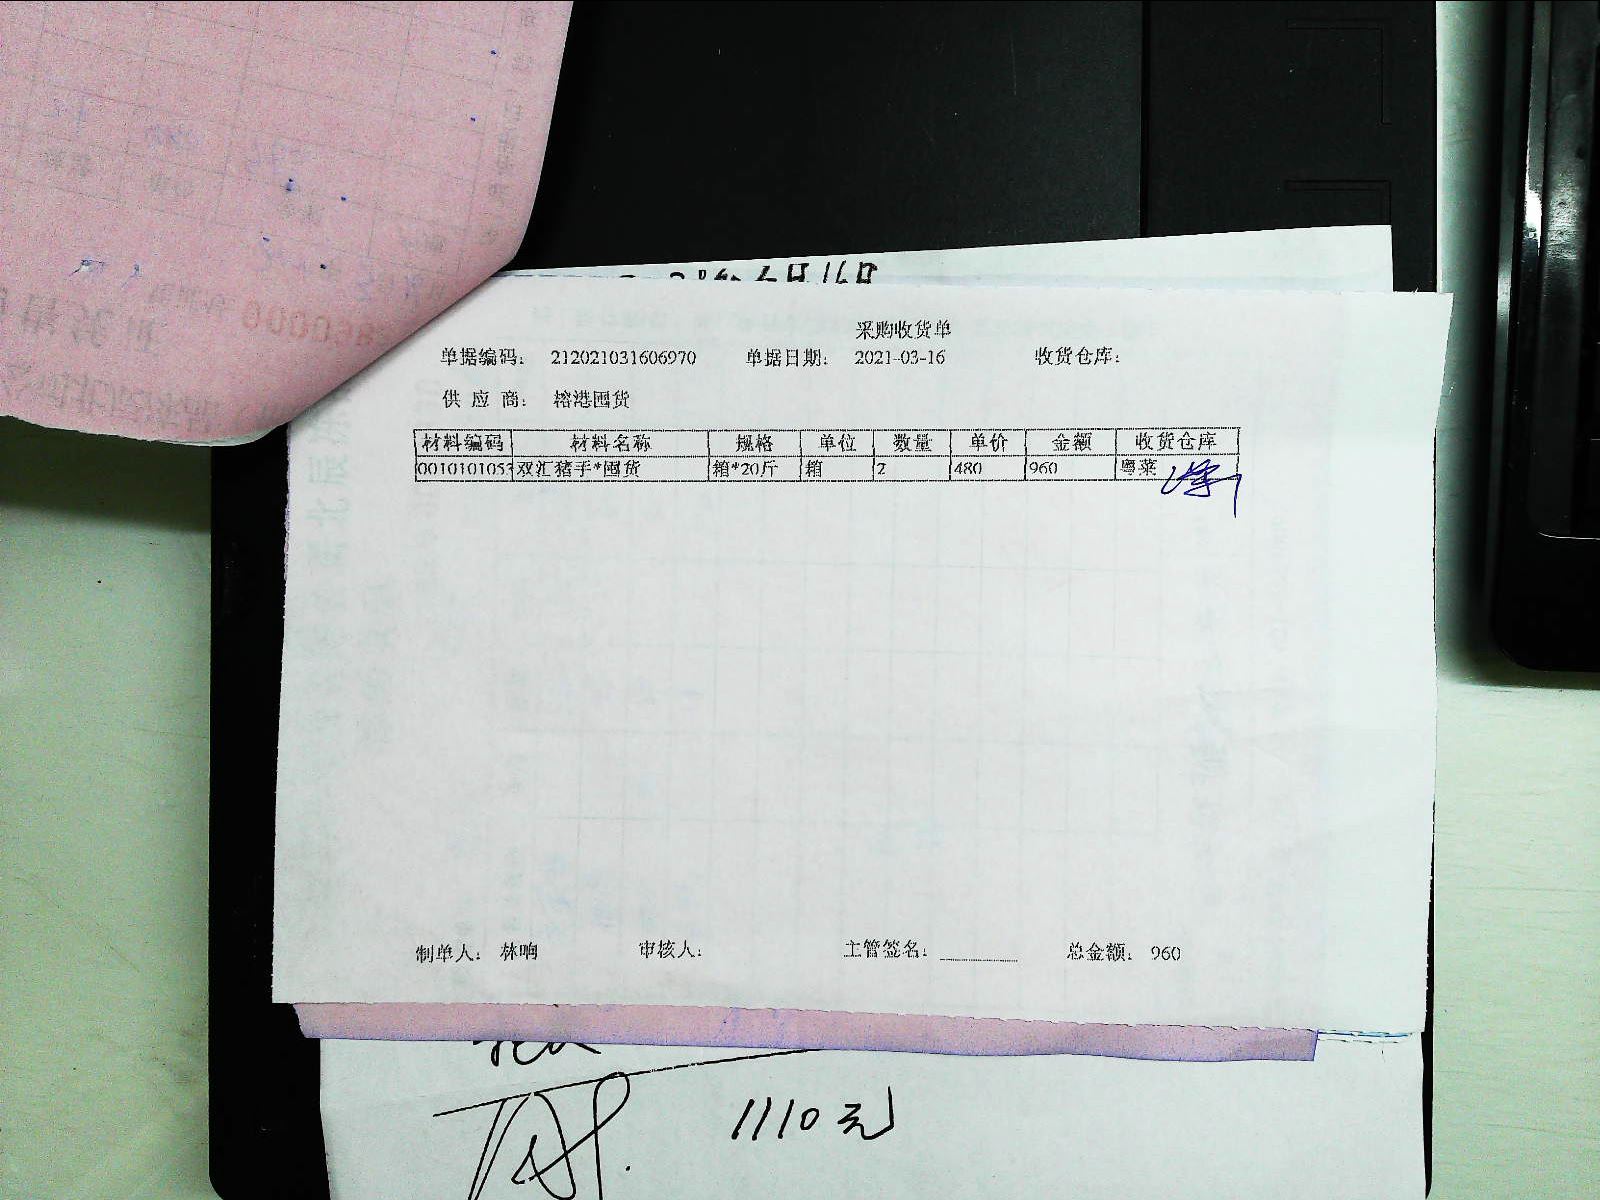 采购收货单
单据编码： 212021031606970 单据日期： 2021-03-16 收货仓库：
供 应 商： 榕港囤货
材料编码 材料名称 规格 单位 数量 单价 金额 收货仓库
0010101053 双汇猪手*囤货 箱*20斤 箱 2 480 960 粤菜
制单人： 林响 审核人： 主管签名： 总金额： 960
1110元